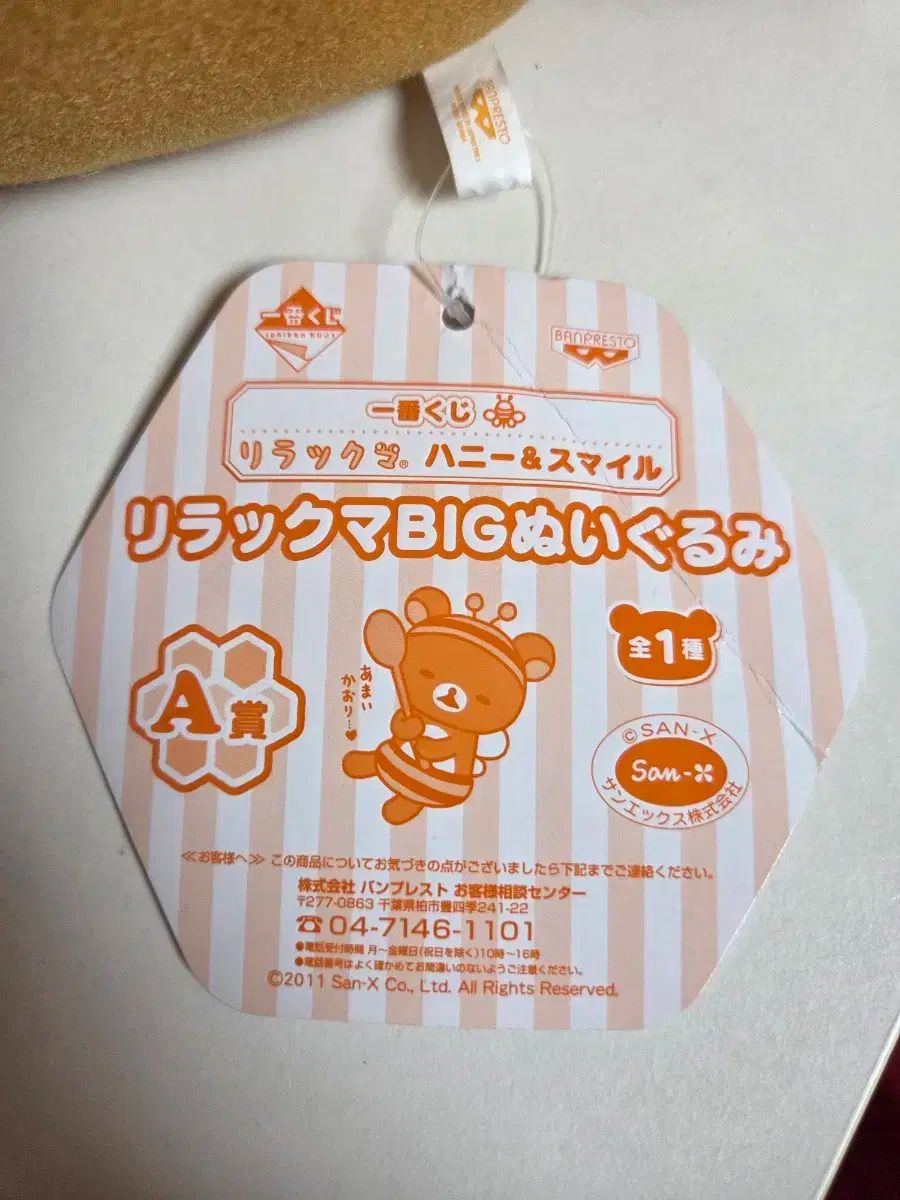 BANPRESTO
一番くじ
ichiban KUJI
BANPRESTO
一番くじ
リラックマ® ハニー&スマイル
リラックマBIGぬいぐるみ
A賞
あまい
かおり…♥
全1種
©SAN-X
San-X
サンエックス株式会社
≪お客様へ≫ この商品についてお気づきの点がございましたら下記までご連絡ください。
株式会社 バンプレスト お客様相談センター
〒277-0863 千葉県柏市豊四季241-22
☎ 04-7146-1101
●電話受付時間 月～金曜日(祝日を除く)10時～16時
●電話番号はよく確かめてお間違いのないようご注意ください。
©2011 San-X Co., Ltd. All Rights Reserved.